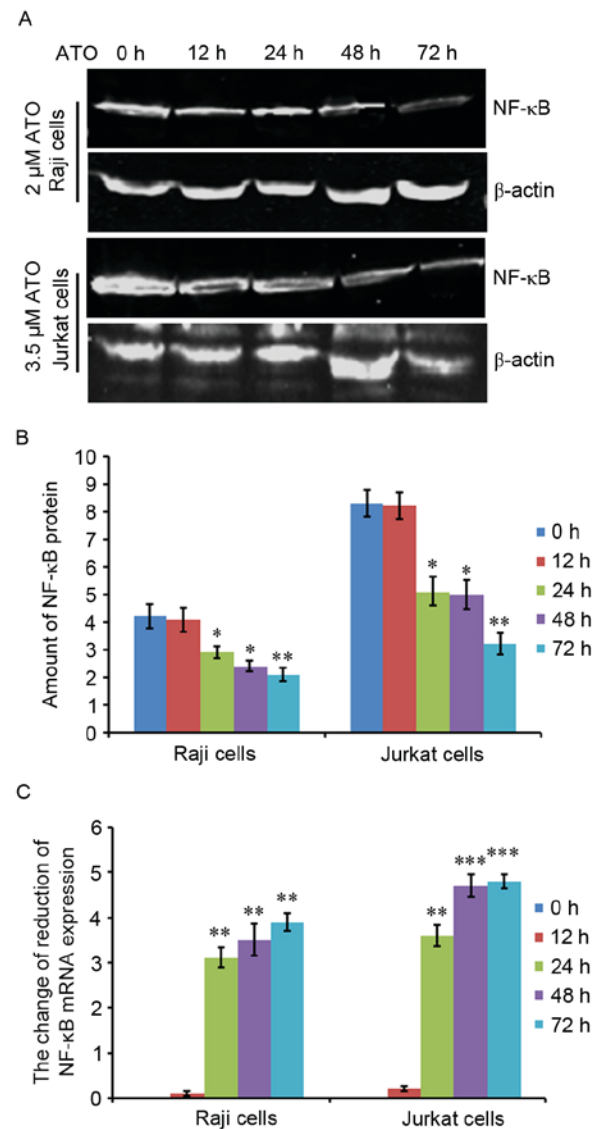 A
ATO 0 h 12 h 24 h 48 h 72 h
2 µM ATO
Raji cells
NF-κB
β-actin
3.5 µM ATO
Jurkat cells
NF-κB
β-actin
B
Amount of NF-κB protein
10
9
8
7
6
5
4
3
2
1
0
* * **
* * **
Raji cells Jurkat cells
0 h
12 h
24 h
48 h
72 h
C
The change of reduction of
NF-κB mRNA expression
6
5
4
3
2
1
0
** ** **
** *** ***
Raji cells Jurkat cells
0 h
12 h
24 h
48 h
72 h